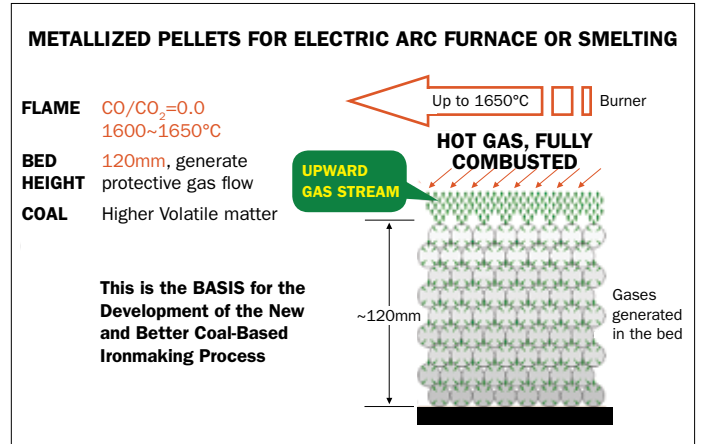 METALLIZED PELLETS FOR ELECTRIC ARC FURNACE OR SMELTING
FLAME CO/CO₂=0.0
1600~1650°C
BED HEIGHT 120mm, generate protective gas flow
COAL Higher Volatile matter
This is the BASIS for the
Development of the New
and Better Coal-Based
Ironmaking Process
Up to 1650°C
Burner
HOT GAS, FULLY
COMBUSTED
UPWARD
GAS STREAM
~120mm
Gases
generated
in the bed